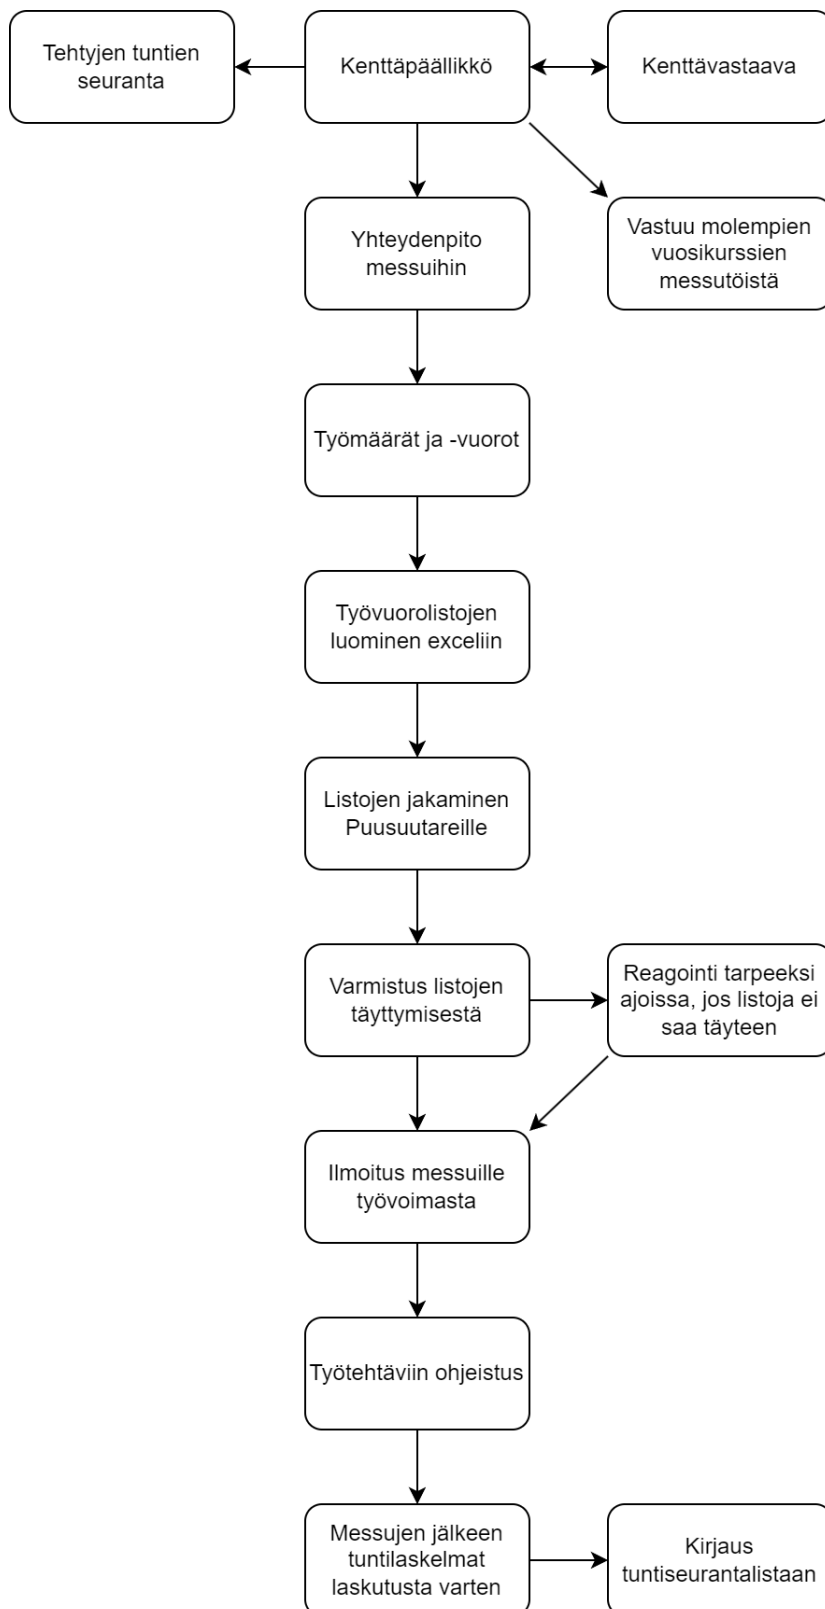 Tehtyjen tuntien
seuranta
Kenttäpäällikkö
Kenttävastaava
Yhteydenpito
messuihin
Vastuu molempien
vuosikurssien
messutöistä
Työmäärät ja -vuorot
Työvuorolistojen
luominen exceliin
Listojen jakaminen
Puusuutareille
Varmistus listojen
täyttymisestä
Reagointi tarpeeksi
ajoissa, jos listoja ei
saa täyteen
Ilmoitus messuille
työvoimasta
Työtehtäviin ohjeistus
Messujen jälkeen
tuntilaskelmat
laskutusta varten
Kirjaus
tuntiseurantalistaan